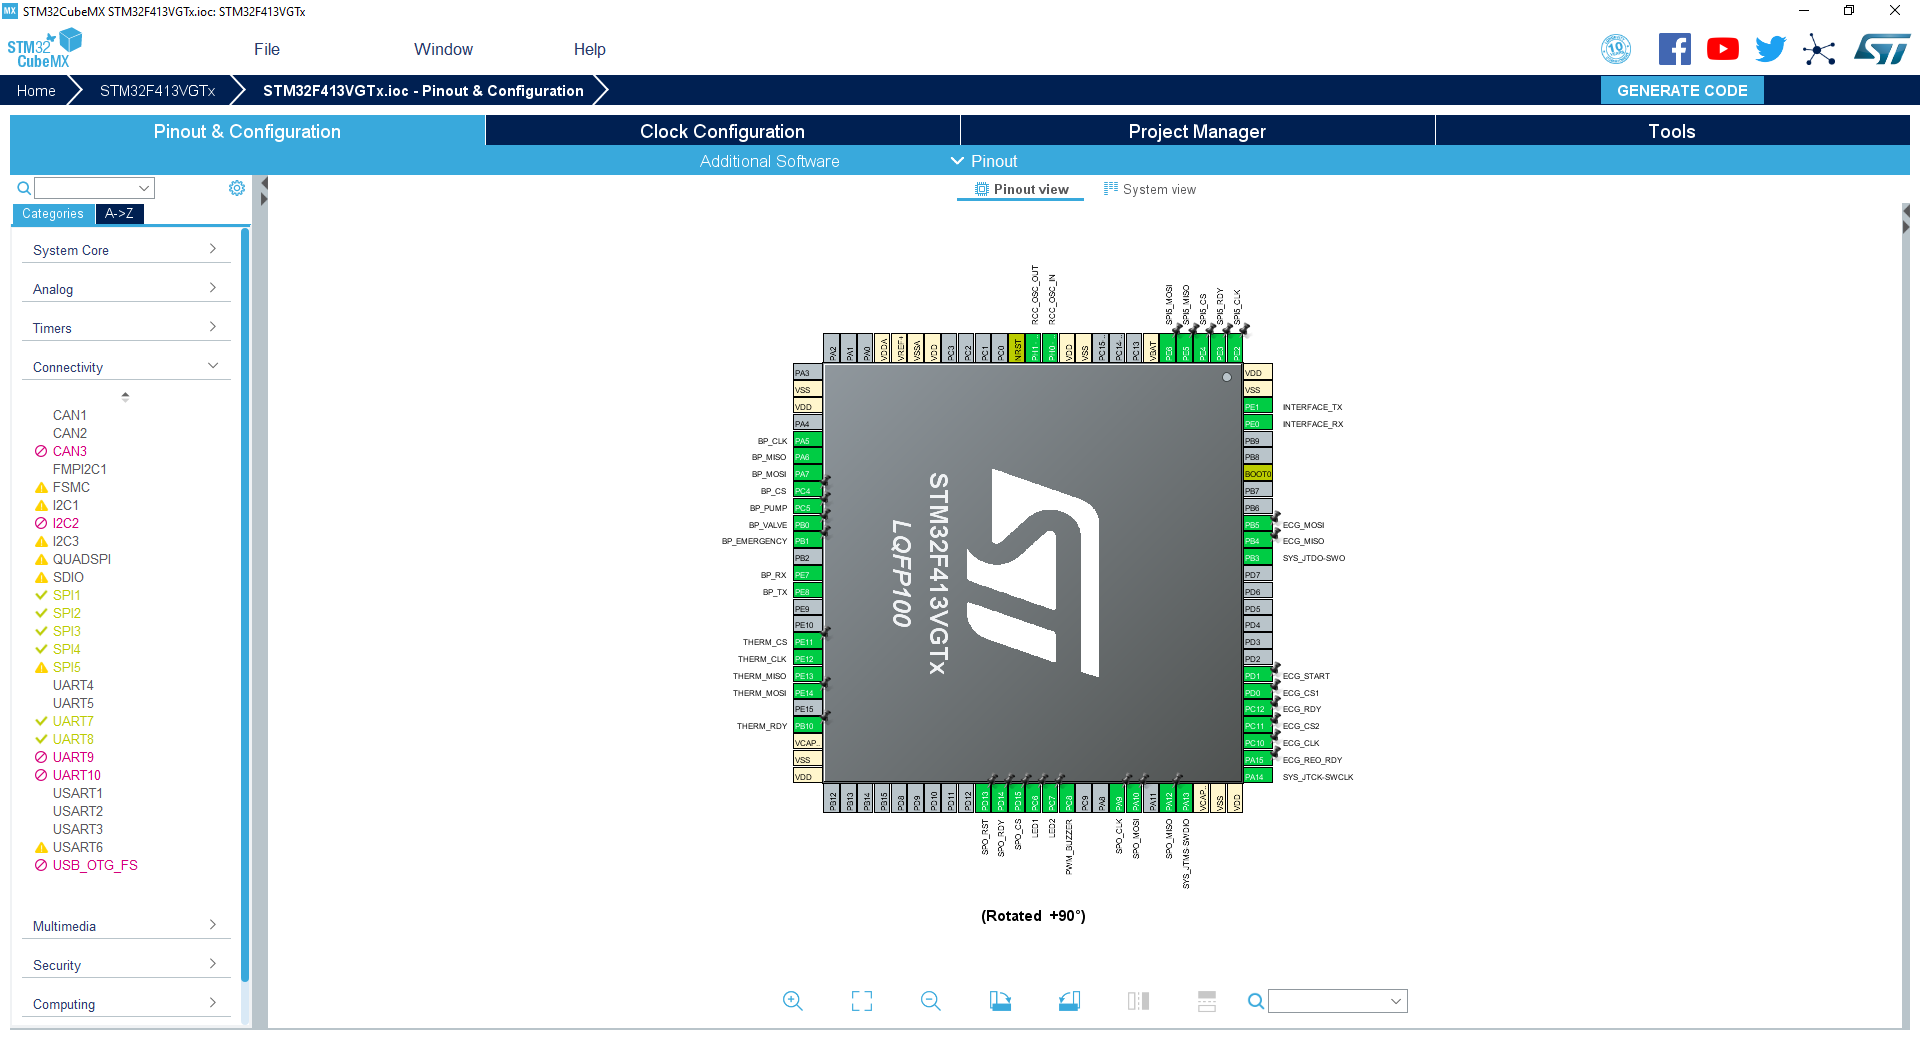 MX STM32CubeMX STM32F413VGTx.ioc: STM32F413VGTx
STM32
CubeMX
File
Window
Help
10
ST
Home
STM32F413VGTx
STM32F413VGTx.ioc - Pinout & Configuration
GENERATE CODE
Pinout & Configuration
Clock Configuration
Project Manager
Tools
Additional Software
Pinout
Pinout view
System view
Categories
A->Z
System Core
Analog
Timers
Connectivity
CAN1
CAN2
CAN3
FMPI2C1
FSMC
I2C1
I2C2
I2C3
QUADSPI
SDIO
SPI1
SPI2
SPI3
SPI4
SPI5
UART4
UART5
UART7
UART8
UART9
UART10
USART1
USART2
USART3
USART6
USB_OTG_FS
Multimedia
Security
Computing
RCC_OSC_OUT
RCC_OSC_IN
SPI5_MOSI
SPI5_MISO
SPI5_CS
SPI5_RDY
SPI5_CLK
PA2
PA1
PA0
VDDA
VREF+
VSSA
VDD
PC3
PC2
PC1
PC0
NRST
PH1...
PH0...
VDD
VSS
PC15...
PC14...
PC13
VBAT
PE6
PE5
PE4
PE3
PE2
PA3
VSS
VDD
PA4
BP_CLK PA5
BP_MISO PA6
BP_MOSI PA7
BP_CS PC4
BP_PUMP PC5
BP_VALVE PB0
BP_EMERGENCY PB1
PB2
BP_RX PE7
BP_TX PE8
PE9
PE10
THERM_CS PE11
THERM_CLK PE12
THERM_MISO PE13
THERM_MOSI PE14
PE15
THERM_RDY PB10
VCAP...
VSS
VDD
STM32F413VGTx
LQFP100
VDD
VSS
PE1 INTERFACE_TX
PE0 INTERFACE_RX
PB9
PB8
BOOT0
PB7
PB6
PB5 ECG_MOSI
PB4 ECG_MISO
PB3 SYS_JTDO-SWO
PD7
PD6
PD5
PD4
PD3
PD2
PD1 ECG_START
PD0 ECG_CS1
PC12 ECG_RDY
PC11 ECG_CS2
PC10 ECG_CLK
PA15 ECG_REO_RDY
PA14 SYS_JTCK-SWCLK
PB12
PB13
PB14
PB15
PD8
PD9
PD10
PD11
PD12
PD13
PD14
PD15
PC6
PC7
PC8
PC9
PA8
PA9
PA10
PA11
PA12
PA13
VCAP...
VSS
VDD
SPO_RST
SPO_RDY
SPO_CS
LED1
LED2
PWM_BUZZER
SPO_CLK
SPO_MOSI
SPO_MISO
SYS_JTMS-SWDIO
(Rotated +90°)